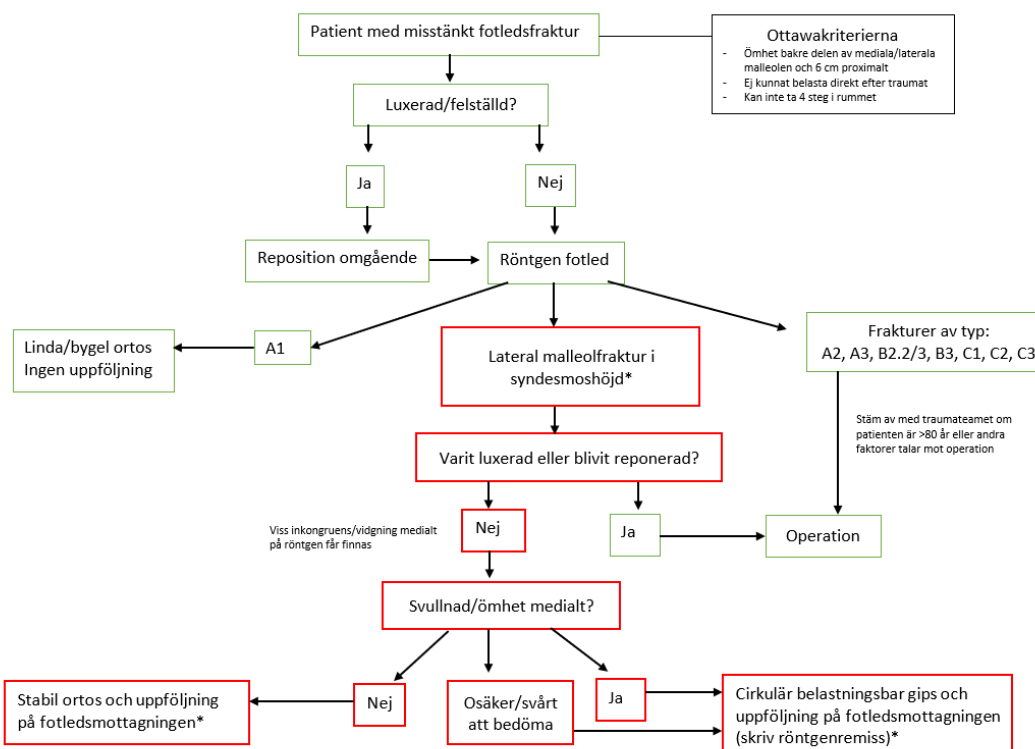 Patient med misstänkt fotledsfraktur
Ottawakriterierna
- Ömhet bakre delen av mediala/laterala
malleolen och 6 cm proximalt
- Ej kunnat belasta direkt efter traumat
- Kan inte ta 4 steg i rummet
Luxerad/felställd?
Ja
Nej
Reposition omgående
Röntgen fotled
Linda/bygel ortos
Ingen uppföljning
A1
Lateral malleolfraktur i
syndesmoshöjd*
Frakturer av typ:
A2, A3, B2.2/3, B3, C1, C2, C3
Stäm av med traumateamet om
patienten är >80 år eller andra
faktorer talar mot operation
Varit luxerad eller blivit reponerad?
Viss inkongruens/vidgning medialt
på röntgen får finnas
Nej
Ja
Operation
Svullnad/ömhet medialt?
Stabil ortos och uppföljning
på fotledsmottagningen*
Nej
Osäker/svårt
att bedöma
Ja
Cirkulär belastningsbar gips och
uppföljning på fotledsmottagningen
(skriv röntgenremiss)*